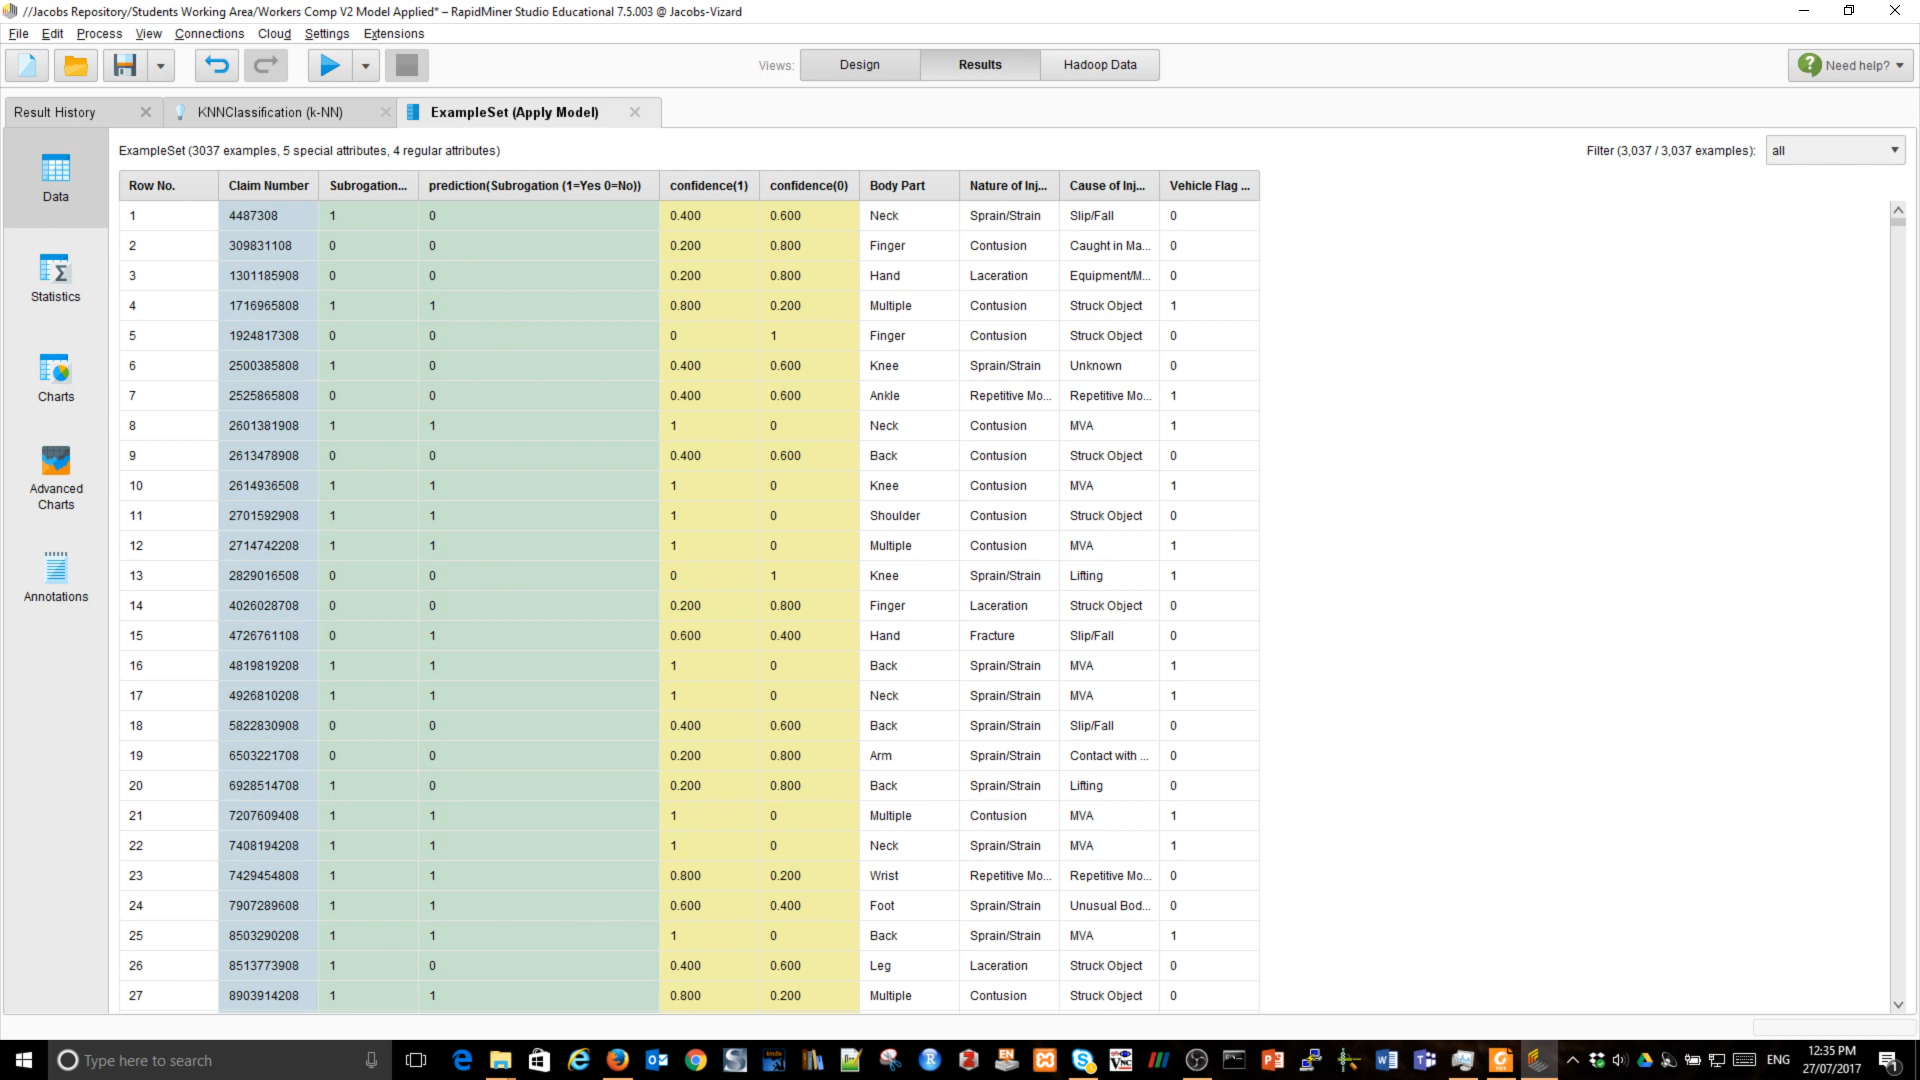 //Jacobs Repository/Students Working Area/Workers Comp V2 Model Applied* – RapidMiner Studio Educational 7.5.003 @ Jacobs-Vizard
File Edit Process View Connections Cloud Settings Extensions
Views: Design Results Hadoop Data Need help?
Result History KNNClassification (k-NN) ExampleSet (Apply Model)
ExampleSet (3037 examples, 5 special attributes, 4 regular attributes) Filter (3,037 / 3,037 examples): all
Data
Statistics
Charts
Advanced
Charts
Annotations
Row No. Claim Number Subrogation... prediction(Subrogation (1=Yes 0=No)) confidence(1) confidence(0) Body Part Nature of Inj... Cause of Inj... Vehicle Flag ...
1 4487308 1 0 0.400 0.600 Neck Sprain/Strain Slip/Fall 0
2 309831108 0 0 0.200 0.800 Finger Contusion Caught in Ma... 0
3 1301185908 0 0 0.200 0.800 Hand Laceration Equipment/M... 0
4 1716965808 1 1 0.800 0.200 Multiple Contusion Struck Object 1
5 1924817308 0 0 0 1 Finger Contusion Struck Object 0
6 2500385808 1 0 0.400 0.600 Knee Sprain/Strain Unknown 0
7 2525865808 0 0 0.400 0.600 Ankle Repetitive Mo... Repetitive Mo... 1
8 2601381908 1 1 1 0 Neck Contusion MVA 1
9 2613478908 0 0 0.400 0.600 Back Contusion Struck Object 0
10 2614936508 1 1 1 0 Knee Contusion MVA 1
11 2701592908 1 1 1 0 Shoulder Contusion Struck Object 0
12 2714742208 1 1 1 0 Multiple Contusion MVA 1
13 2829016508 0 0 0 1 Knee Sprain/Strain Lifting 1
14 4026028708 0 0 0.200 0.800 Finger Laceration Struck Object 0
15 4726761108 0 1 0.600 0.400 Hand Fracture Slip/Fall 0
16 4819819208 1 1 1 0 Back Sprain/Strain MVA 1
17 4926810208 1 1 1 0 Neck Sprain/Strain MVA 1
18 5822830908 0 0 0.400 0.600 Back Sprain/Strain Slip/Fall 0
19 6503221708 0 0 0.200 0.800 Arm Sprain/Strain Contact with ... 0
20 6928514708 1 0 0.200 0.800 Back Sprain/Strain Lifting 0
21 7207609408 1 1 1 0 Multiple Contusion MVA 1
22 7408194208 1 1 1 0 Neck Sprain/Strain MVA 1
23 7429454808 1 1 0.800 0.200 Wrist Repetitive Mo... Repetitive Mo... 0
24 7907289608 1 1 0.600 0.400 Foot Sprain/Strain Unusual Bod... 0
25 8503290208 1 1 1 0 Back Sprain/Strain MVA 1
26 8513773908 1 0 0.400 0.600 Leg Laceration Struck Object 0
27 8903914208 1 1 0.800 0.200 Multiple Contusion Struck Object 0
Type here to search ENG 12:35 PM
27/07/2017